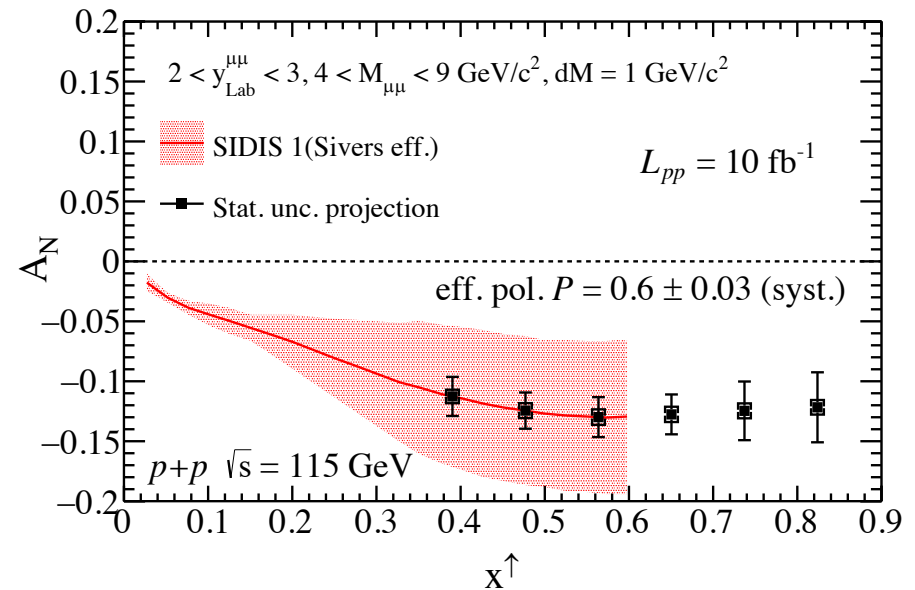 0.2
2 < y_Lab^μμ < 3, 4 < M_μμ < 9 GeV/c², dM = 1 GeV/c²
0.15
SIDIS 1(Sivers eff.)
0.1
L_pp = 10 fb⁻¹
Stat. unc. projection
0.05
A_N
0
eff. pol. P = 0.6 ± 0.03 (syst.)
−0.05
−0.1
−0.15
p+p √s = 115 GeV
−0.2
0 0.1 0.2 0.3 0.4 0.5 0.6 0.7 0.8 0.9
x↑